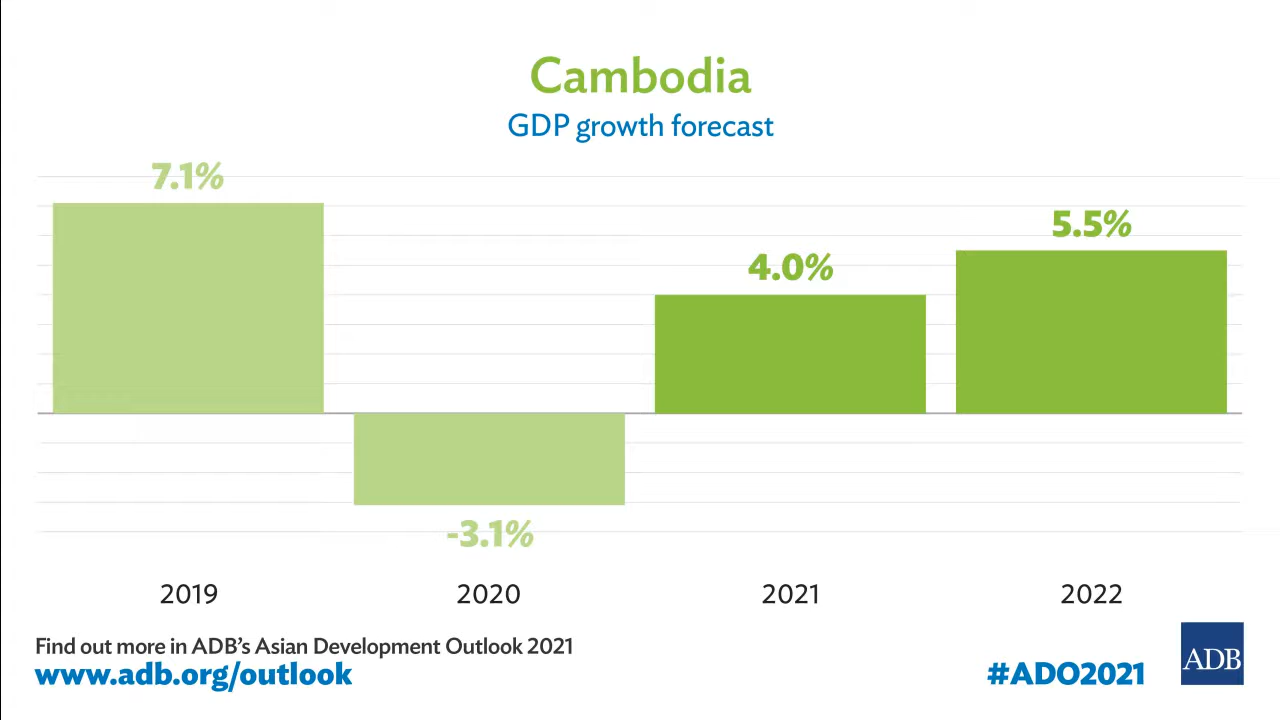 Cambodia
GDP growth forecast
7.1%
-3.1%
4.0%
5.5%
2019
2020
2021
2022
Find out more in ADB's Asian Development Outlook 2021
www.adb.org/outlook
#ADO2021
ADB